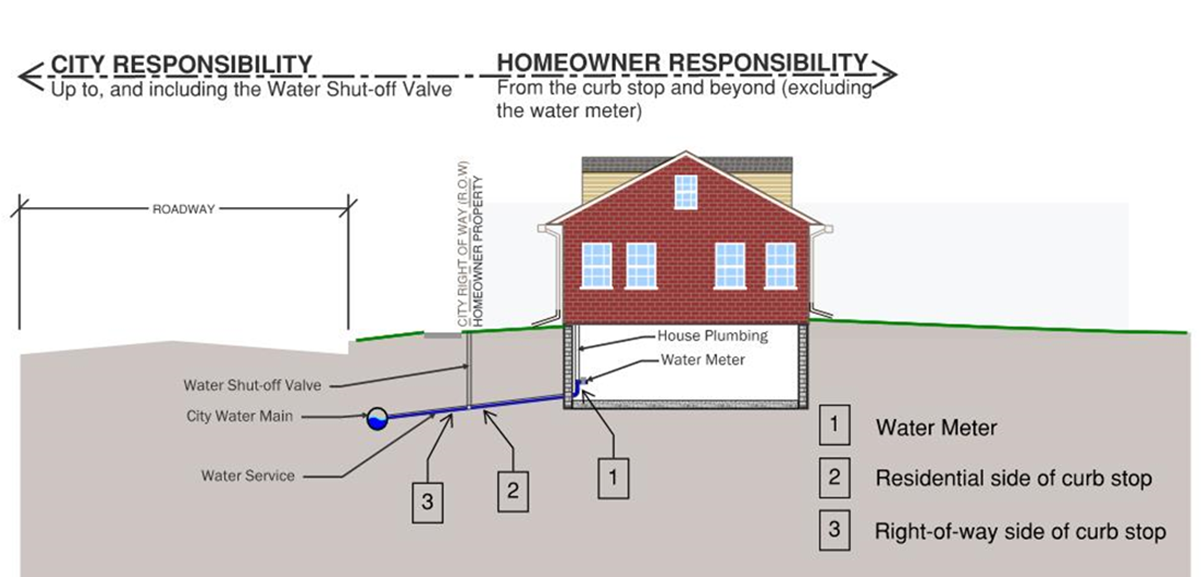 CITY RESPONSIBILITY
Up to, and including the Water Shut-off Valve
HOMEOWNER RESPONSIBILITY
From the curb stop and beyond (excluding
the water meter)
ROADWAY
CITY RIGHT OF WAY (R.O.W)
HOMEOWNER PROPERTY
House Plumbing
Water Meter
Water Shut-off Valve
City Water Main
Water Service
3
2
1
1 Water Meter
2 Residential side of curb stop
3 Right-of-way side of curb stop